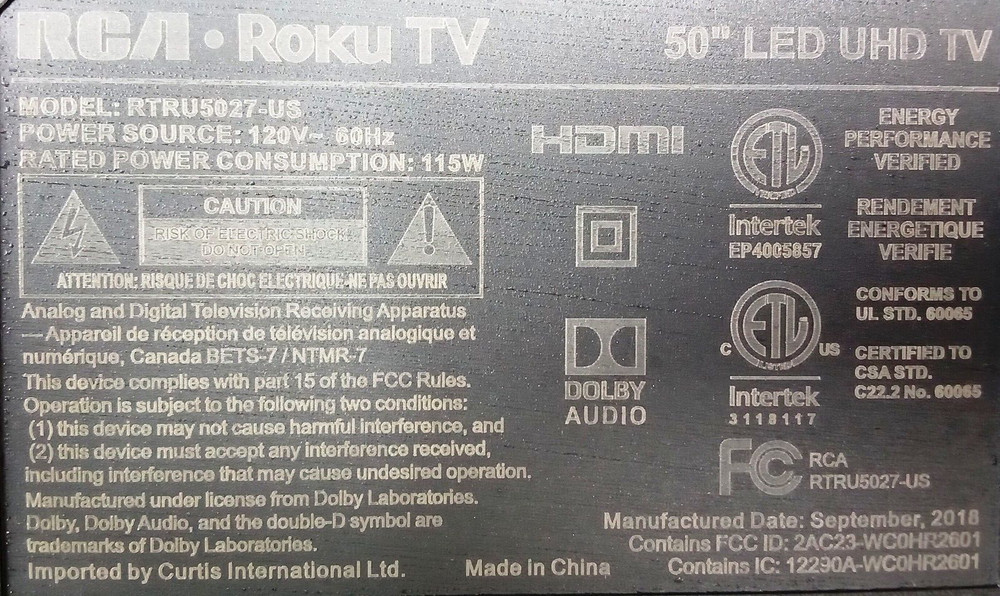 RCA • Roku TV
50" LED UHD TV
MODEL: RTRU5027-US
POWER SOURCE: 120V~ 60Hz
RATED POWER CONSUMPTION: 115W
CAUTION
RISK OF ELECTRIC SHOCK
DO NOT OPEN
ATTENTION: RISQUE DE CHOC ELECTRIQUE-NE PAS OUVRIR
Analog and Digital Television Receiving Apparatus
—Appareil de réception de télévision analogique et
numérique, Canada BETS-7 / NTMR-7
This device complies with part 15 of the FCC Rules.
Operation is subject to the following two conditions:
(1) this device may not cause harmful interference, and
(2) this device must accept any interference received,
including interference that may cause undesired operation.
Manufactured under license from Dolby Laboratories.
Dolby, Dolby Audio, and the double-D symbol are
trademarks of Dolby Laboratories.
Imported by Curtis International Ltd.
Made in China
HDMI
DOLBY
AUDIO
ETL
Intertek
EP4005857
ENERGY
PERFORMANCE
VERIFIED
RENDEMENT
ENERGETIQUE
VERIFIE
C ETL US
Intertek
3118117
CONFORMS TO
UL STD. 60065
CERTIFIED TO
CSA STD.
C22.2 No. 60065
FC
RCA
RTRU5027-US
Manufactured Date: September, 2018
Contains FCC ID: 2AC23-WC0HR2601
Contains IC: 12290A-WC0HR2601